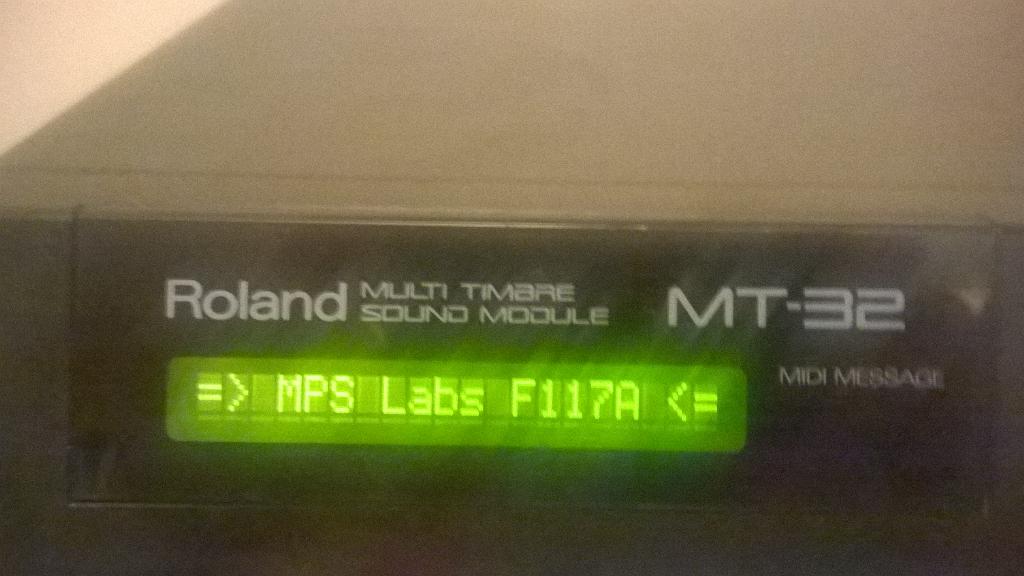 Roland MULTI TIMBRE SOUND MODULE MT-32
MIDI MESSAGE
=> MPS Labs F117A <=